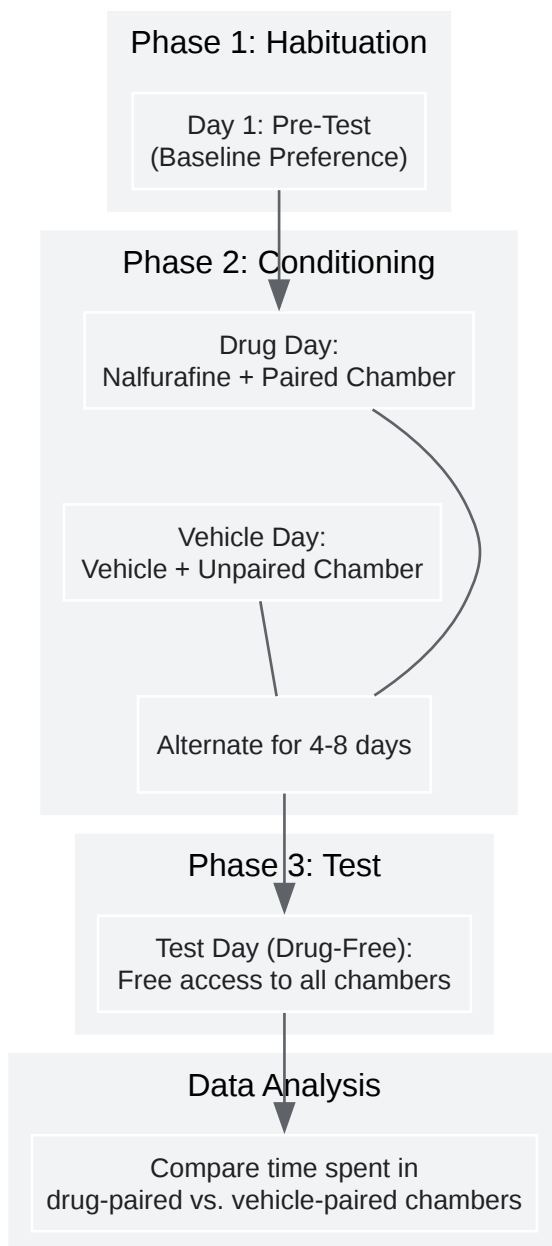 Phase 1: Habituation
Day 1: Pre-Test
(Baseline Preference)
Phase 2: Conditioning
Drug Day:
Nalfurafine + Paired Chamber
Vehicle Day:
Vehicle + Unpaired Chamber
Alternate for 4-8 days
Phase 3: Test
Test Day (Drug-Free):
Free access to all chambers
Data Analysis
Compare time spent in
drug-paired vs. vehicle-paired chambers